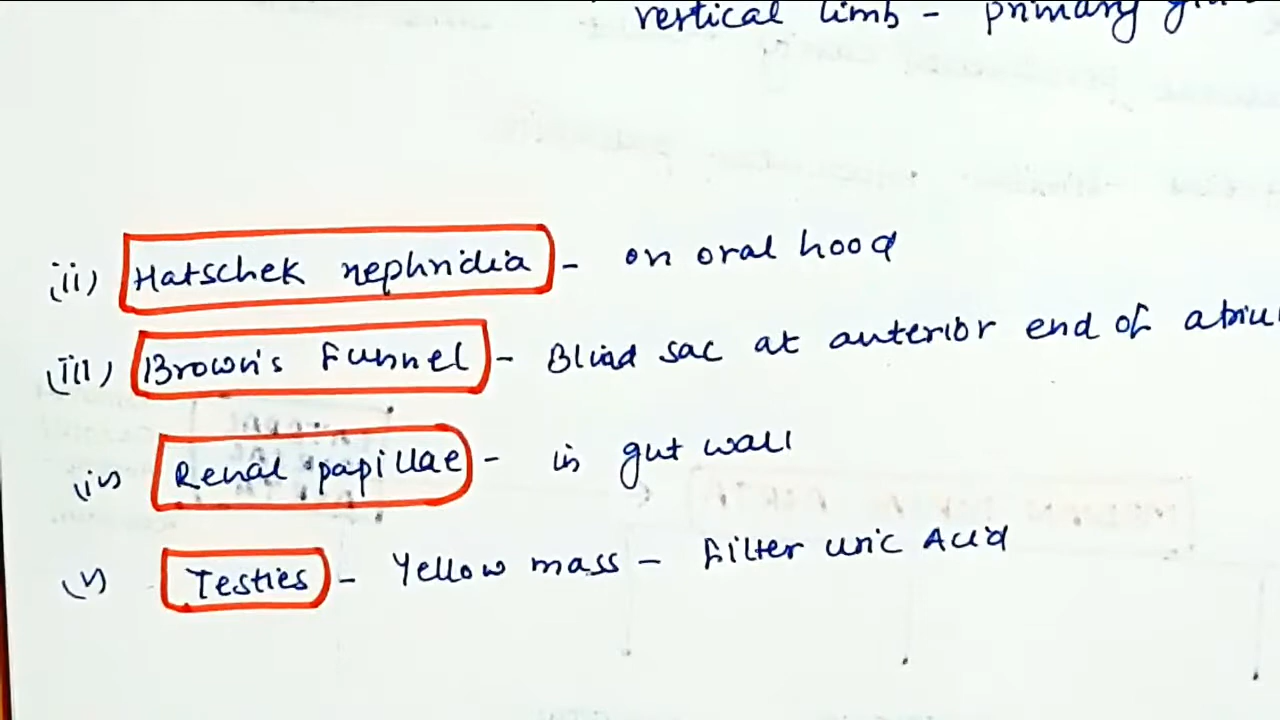 vertical limb - primary
(ii) Hatschek nephridia - on oral hood
(iii) Brown's Funnel - Blind sac at anterior end of atriu
(iv) Renal papillae - in gut wall
(v) Testies - Yellow mass - Filter uric Acid